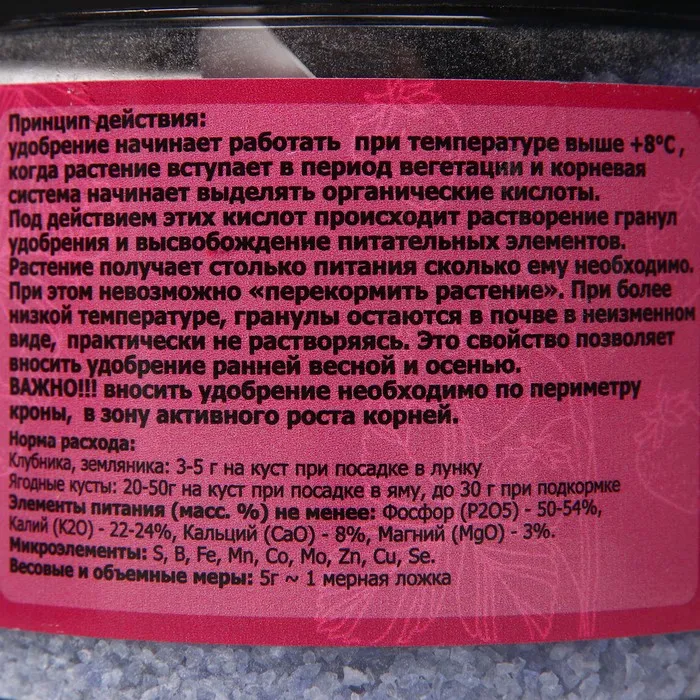 Принцип действия:
удобрение начинает работать при температуре выше +8°С,
когда растение вступает в период вегетации и корневая
система начинает выделять органические кислоты.
Под действием этих кислот происходит растворение гранул
удобрения и высвобождение питательных элементов.
Растение получает столько питания сколько ему необходимо.
При этом невозможно «перекормить растение». При более
низкой температуре, гранулы остаются в почве в неизменном
виде, практически не растворяясь. Это свойство позволяет
вносить удобрение ранней весной и осенью.
ВАЖНО!!! вносить удобрение необходимо по периметру
кроны, в зону активного роста корней.
Норма расхода:
Клубника, земляника: 3-5 г на куст при посадке в лунку
Ягодные кусты: 20-50г на куст при посадке в яму, до 30 г при подкормке
Элементы питания (масс. %) не менее: Фосфор (P2O5) - 50-54%,
Калий (K2O) - 22-24%, Кальций (CaO) - 8%, Магний (MgO) - 3%.
Микроэлементы: S, B, Fe, Mn, Co, Mo, Zn, Cu, Se.
Весовые и объемные меры: 5г ~ 1 мерная ложка